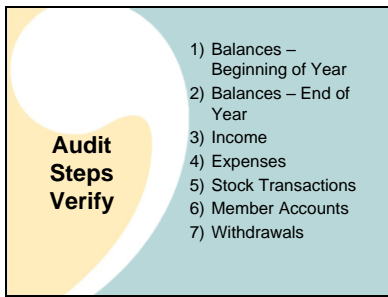 Audit
Steps
Verify
1) Balances –
Beginning of Year
2) Balances – End of
Year
3) Income
4) Expenses
5) Stock Transactions
6) Member Accounts
7) Withdrawals